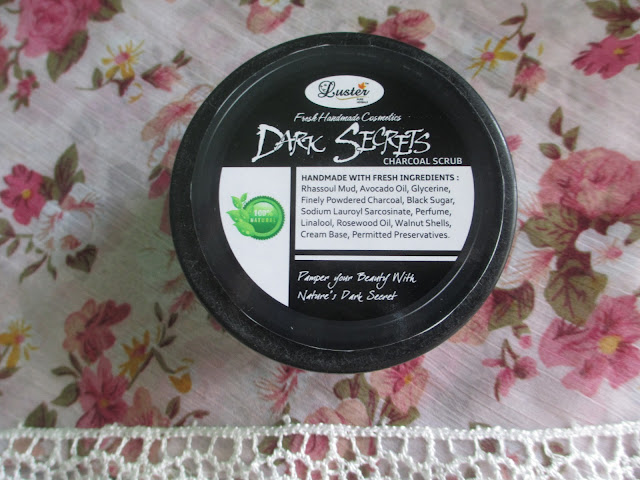 Luster
Fresh Handmade Cosmetics
DARK SECRETS
CHARCOAL SCRUB
HANDMADE WITH FRESH INGREDIENTS :
Rhassoul Mud, Avocado Oil, Glycerine,
Finely Powdered Charcoal, Black Sugar,
Sodium Lauroyl Sarcosinate, Perfume,
Linalool, Rosewood Oil, Walnut Shells,
Cream Base, Permitted Preservatives.
100%
NATURAL
Pamper your Beauty With
Nature's Dark Secret